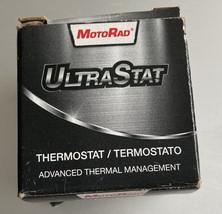 MOTORAD®
ULTRASTAT
THERMOSTAT / TERMOSTATO
ADVANCED THERMAL MANAGEMENT